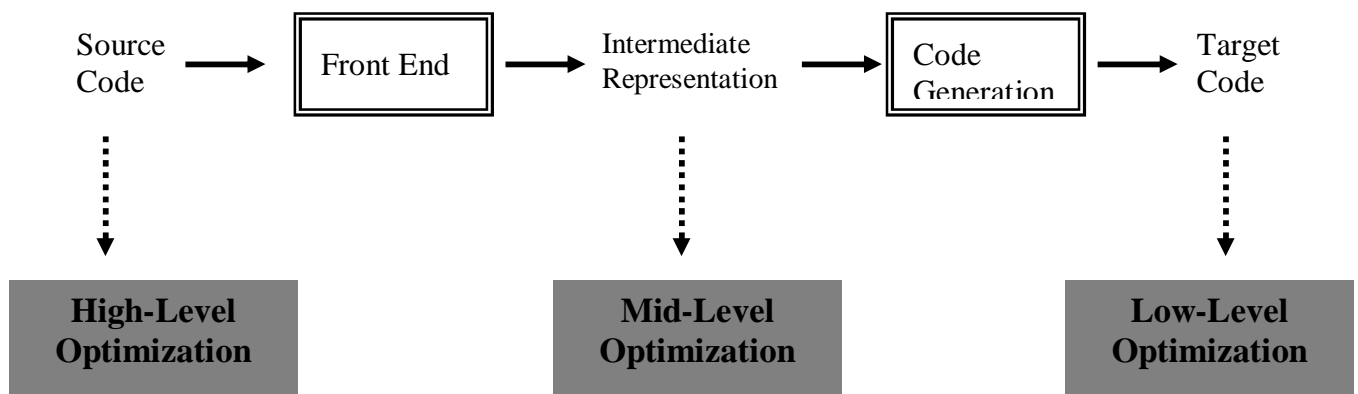 Source
Code
Front End
Intermediate
Representation
Code
Generation
Target
Code
High-Level
Optimization
Mid-Level
Optimization
Low-Level
Optimization